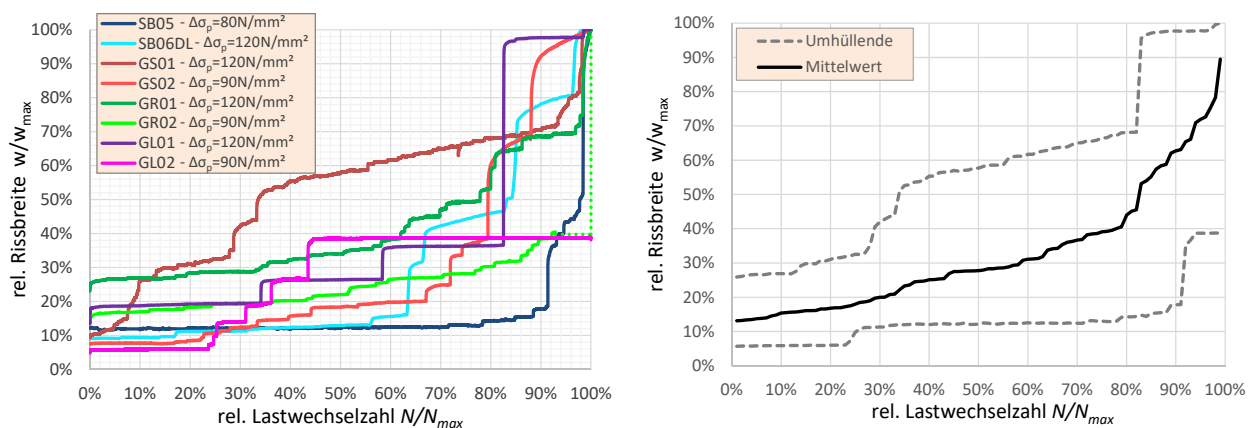 SB05 - Δσp=80N/mm²
SB06DL - Δσp=120N/mm²
GS01 - Δσp=120N/mm²
GS02 - Δσp=90N/mm²
GR01 - Δσp=120N/mm²
GR02 - Δσp=90N/mm²
GL01 - Δσp=120N/mm²
GL02 - Δσp=90N/mm²
rel. Rissbreite w/wmax
100%
90%
80%
70%
60%
50%
40%
30%
20%
10%
0%
0% 10% 20% 30% 40% 50% 60% 70% 80% 90% 100%
rel. Lastwechselzahl N/Nmax
Umhüllende
Mittelwert
rel. Rissbreite w/wmax
100%
90%
80%
70%
60%
50%
40%
30%
20%
10%
0%
0% 10% 20% 30% 40% 50% 60% 70% 80% 90% 100%
rel. Lastwechselzahl N/Nmax